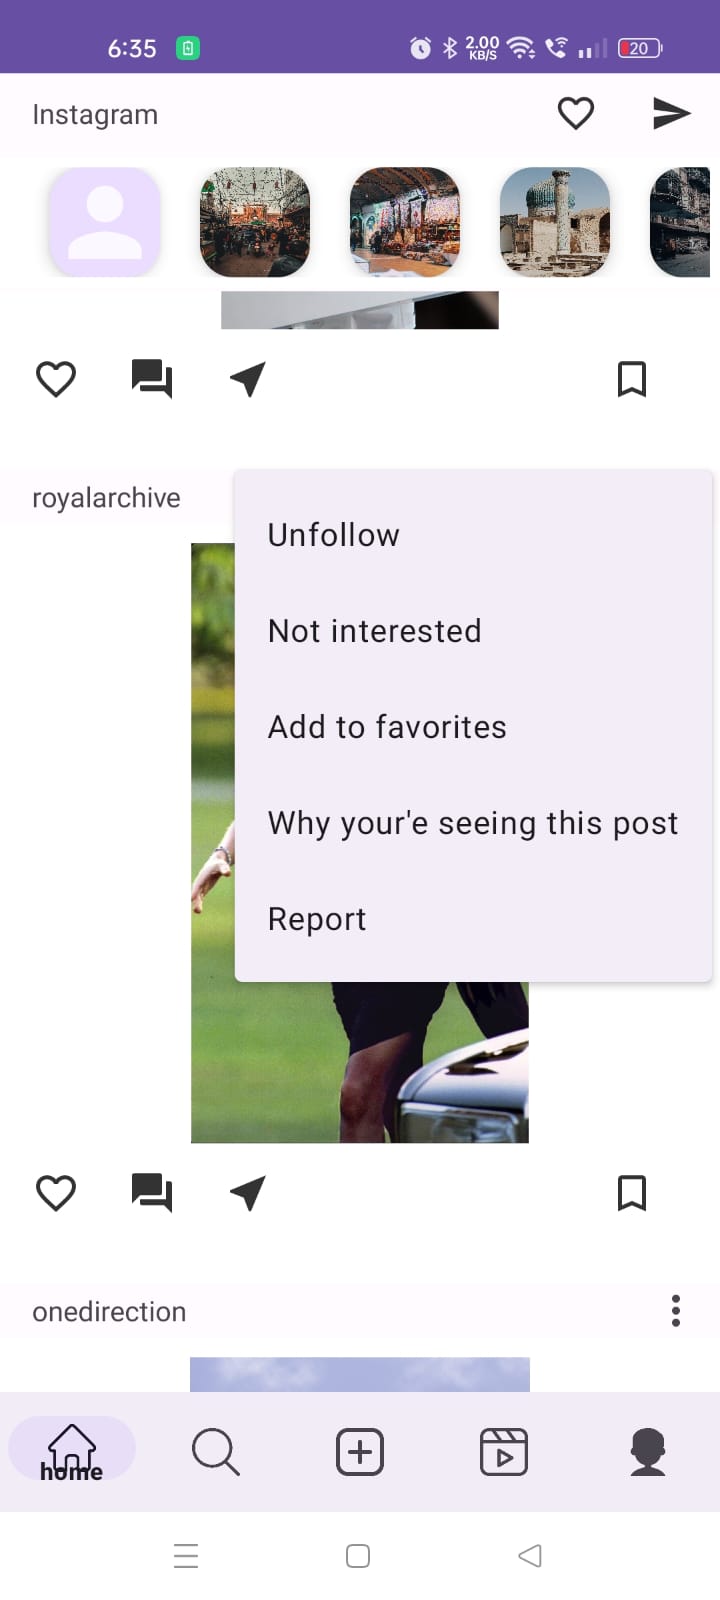 6:35
2.00
KB/S
20
Instagram
royalarchive
Unfollow
Not interested
Add to favorites
Why your'e seeing this post
Report
onedirection
home